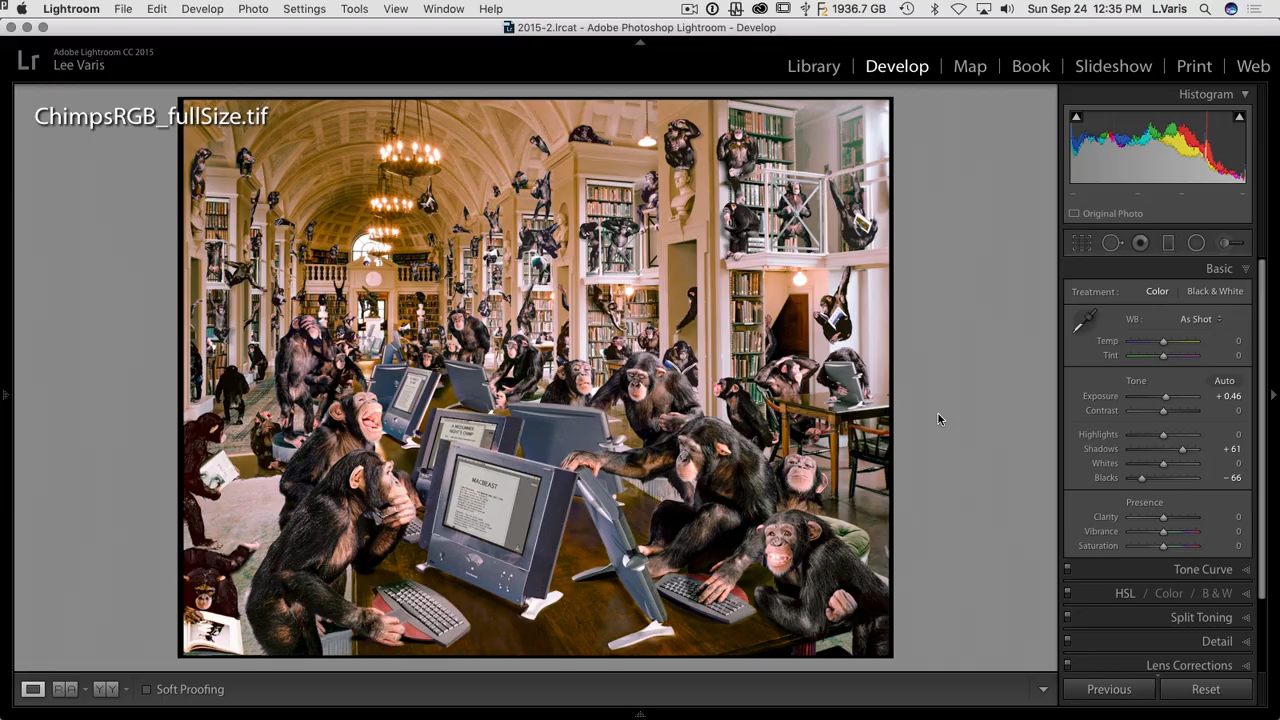 Lightroom File Edit Develop Photo Settings Tools View Window Help 1936.7 GB Sun Sep 24 12:35 PM L.Varis
2015-2.lrcat - Adobe Photoshop Lightroom - Develop
Lr Adobe Lightroom CC 2015
Lee Varis
Library | Develop | Map | Book | Slideshow | Print | Web
ChimpsRGB_fullSize.tif
Histogram
Original Photo
Basic
Treatment: Color Black & White
WB: As Shot
Temp 0
Tint 0
Tone Auto
Exposure + 0.46
Contrast 0
Highlights 0
Shadows + 61
Whites 0
Blacks – 66
Presence
Clarity 0
Vibrance 0
Saturation 0
Tone Curve
HSL / Color / B & W
Split Toning
Detail
Lens Corrections
A MIDSUMMER
NIGHT'S CHIMP
MACBEAST
Soft Proofing
Previous Reset